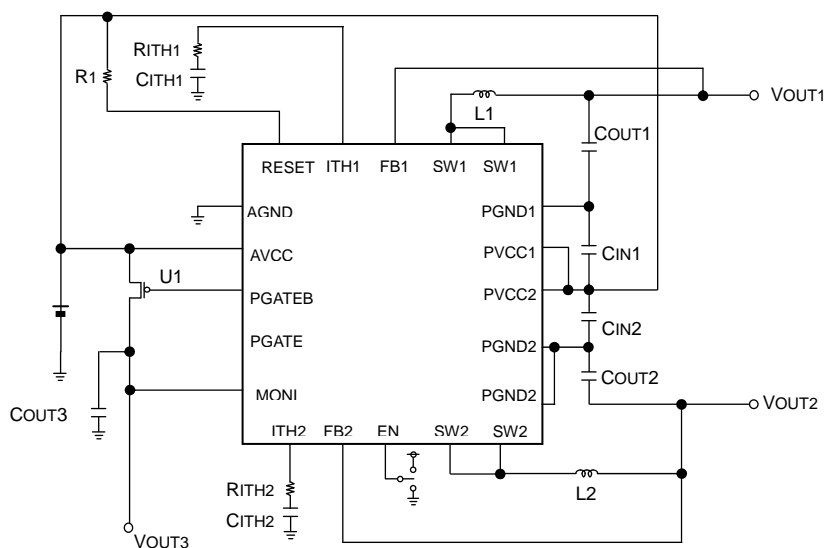 RITH1
R1
CITH1
L1
VOUT1
COUT1
RESET ITH1 FB1 SW1 SW1
AGND
PGND1
AVCC
PVCC1
CIN1
U1
PGATEB
PVCC2
CIN2
PGATE
PGND2
COUT2
MONI
PGND2
COUT3
VOUT2
ITH2 FB2 EN SW2 SW2
RITH2
L2
CITH2
VOUT3